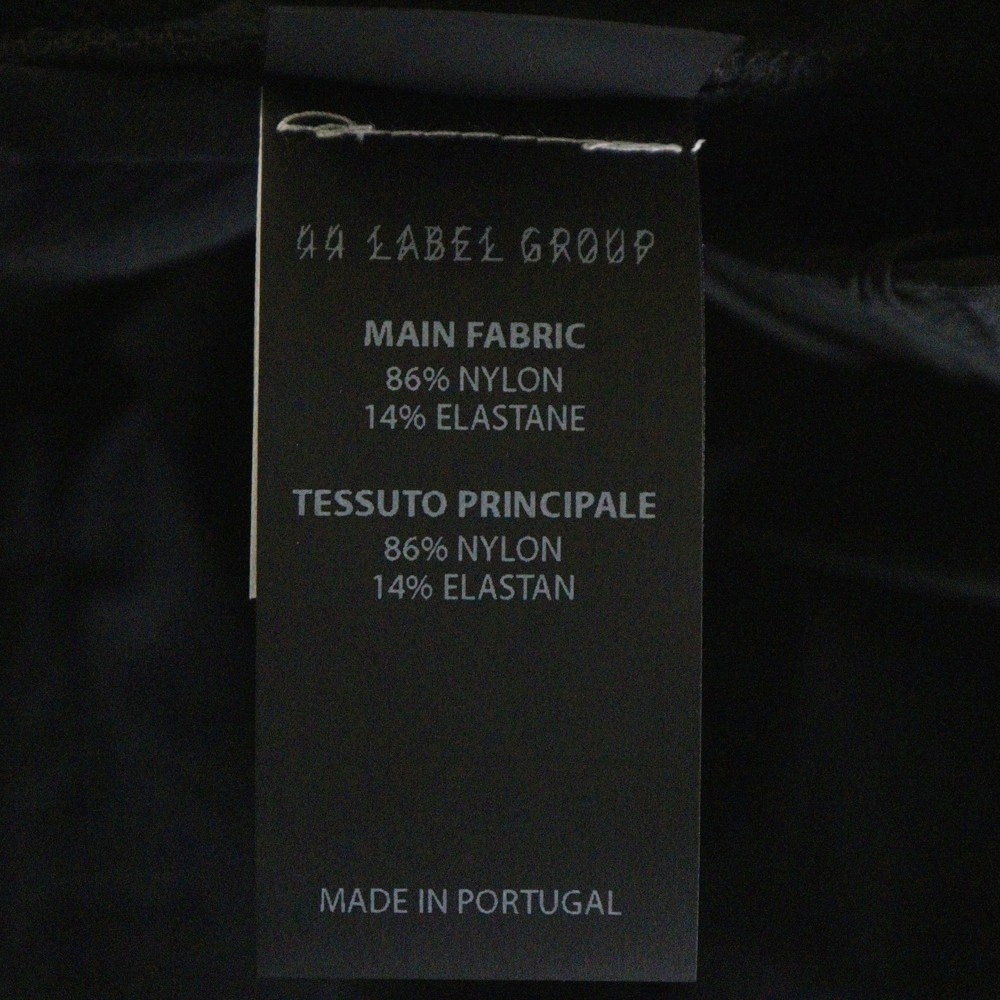 44 LABEL GROUP
MAIN FABRIC
86% NYLON
14% ELASTANE
TESSUTO PRINCIPALE
86% NYLON
14% ELASTAN
MADE IN PORTUGAL